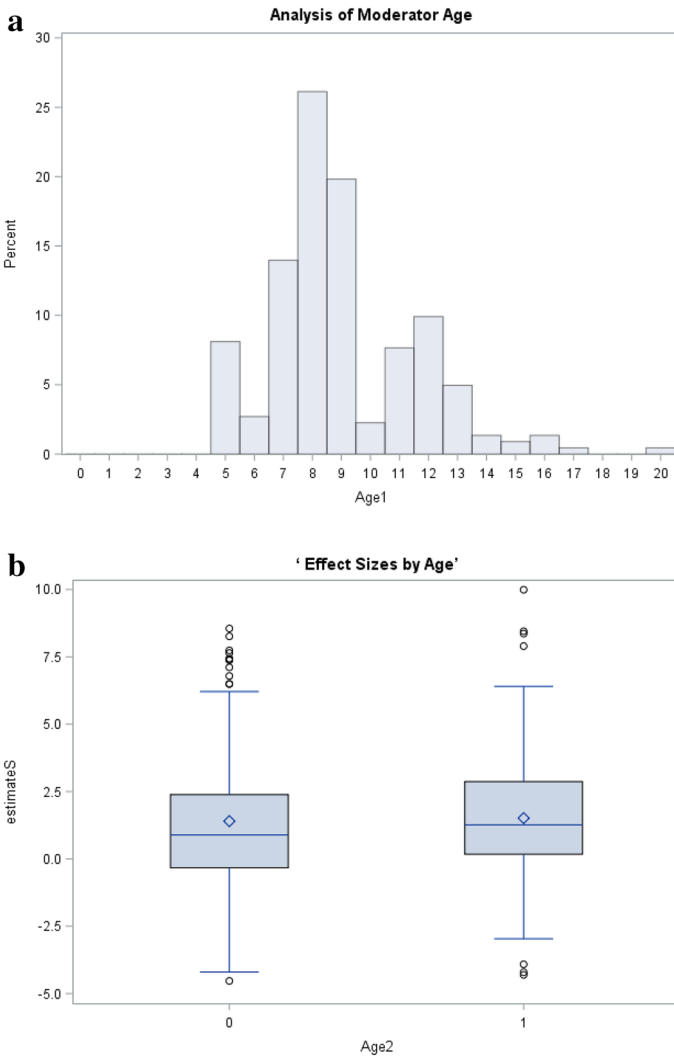 a
Analysis of Moderator Age
30
25
20
15
10
5
0
Percent
0 1 2 3 4 5 6 7 8 9 10 11 12 13 14 15 16 17 18 19 20
Age1
b
‘ Effect Sizes by Age’
10.0
7.5
5.0
2.5
0.0
-2.5
-5.0
estimateS
0 1
Age2